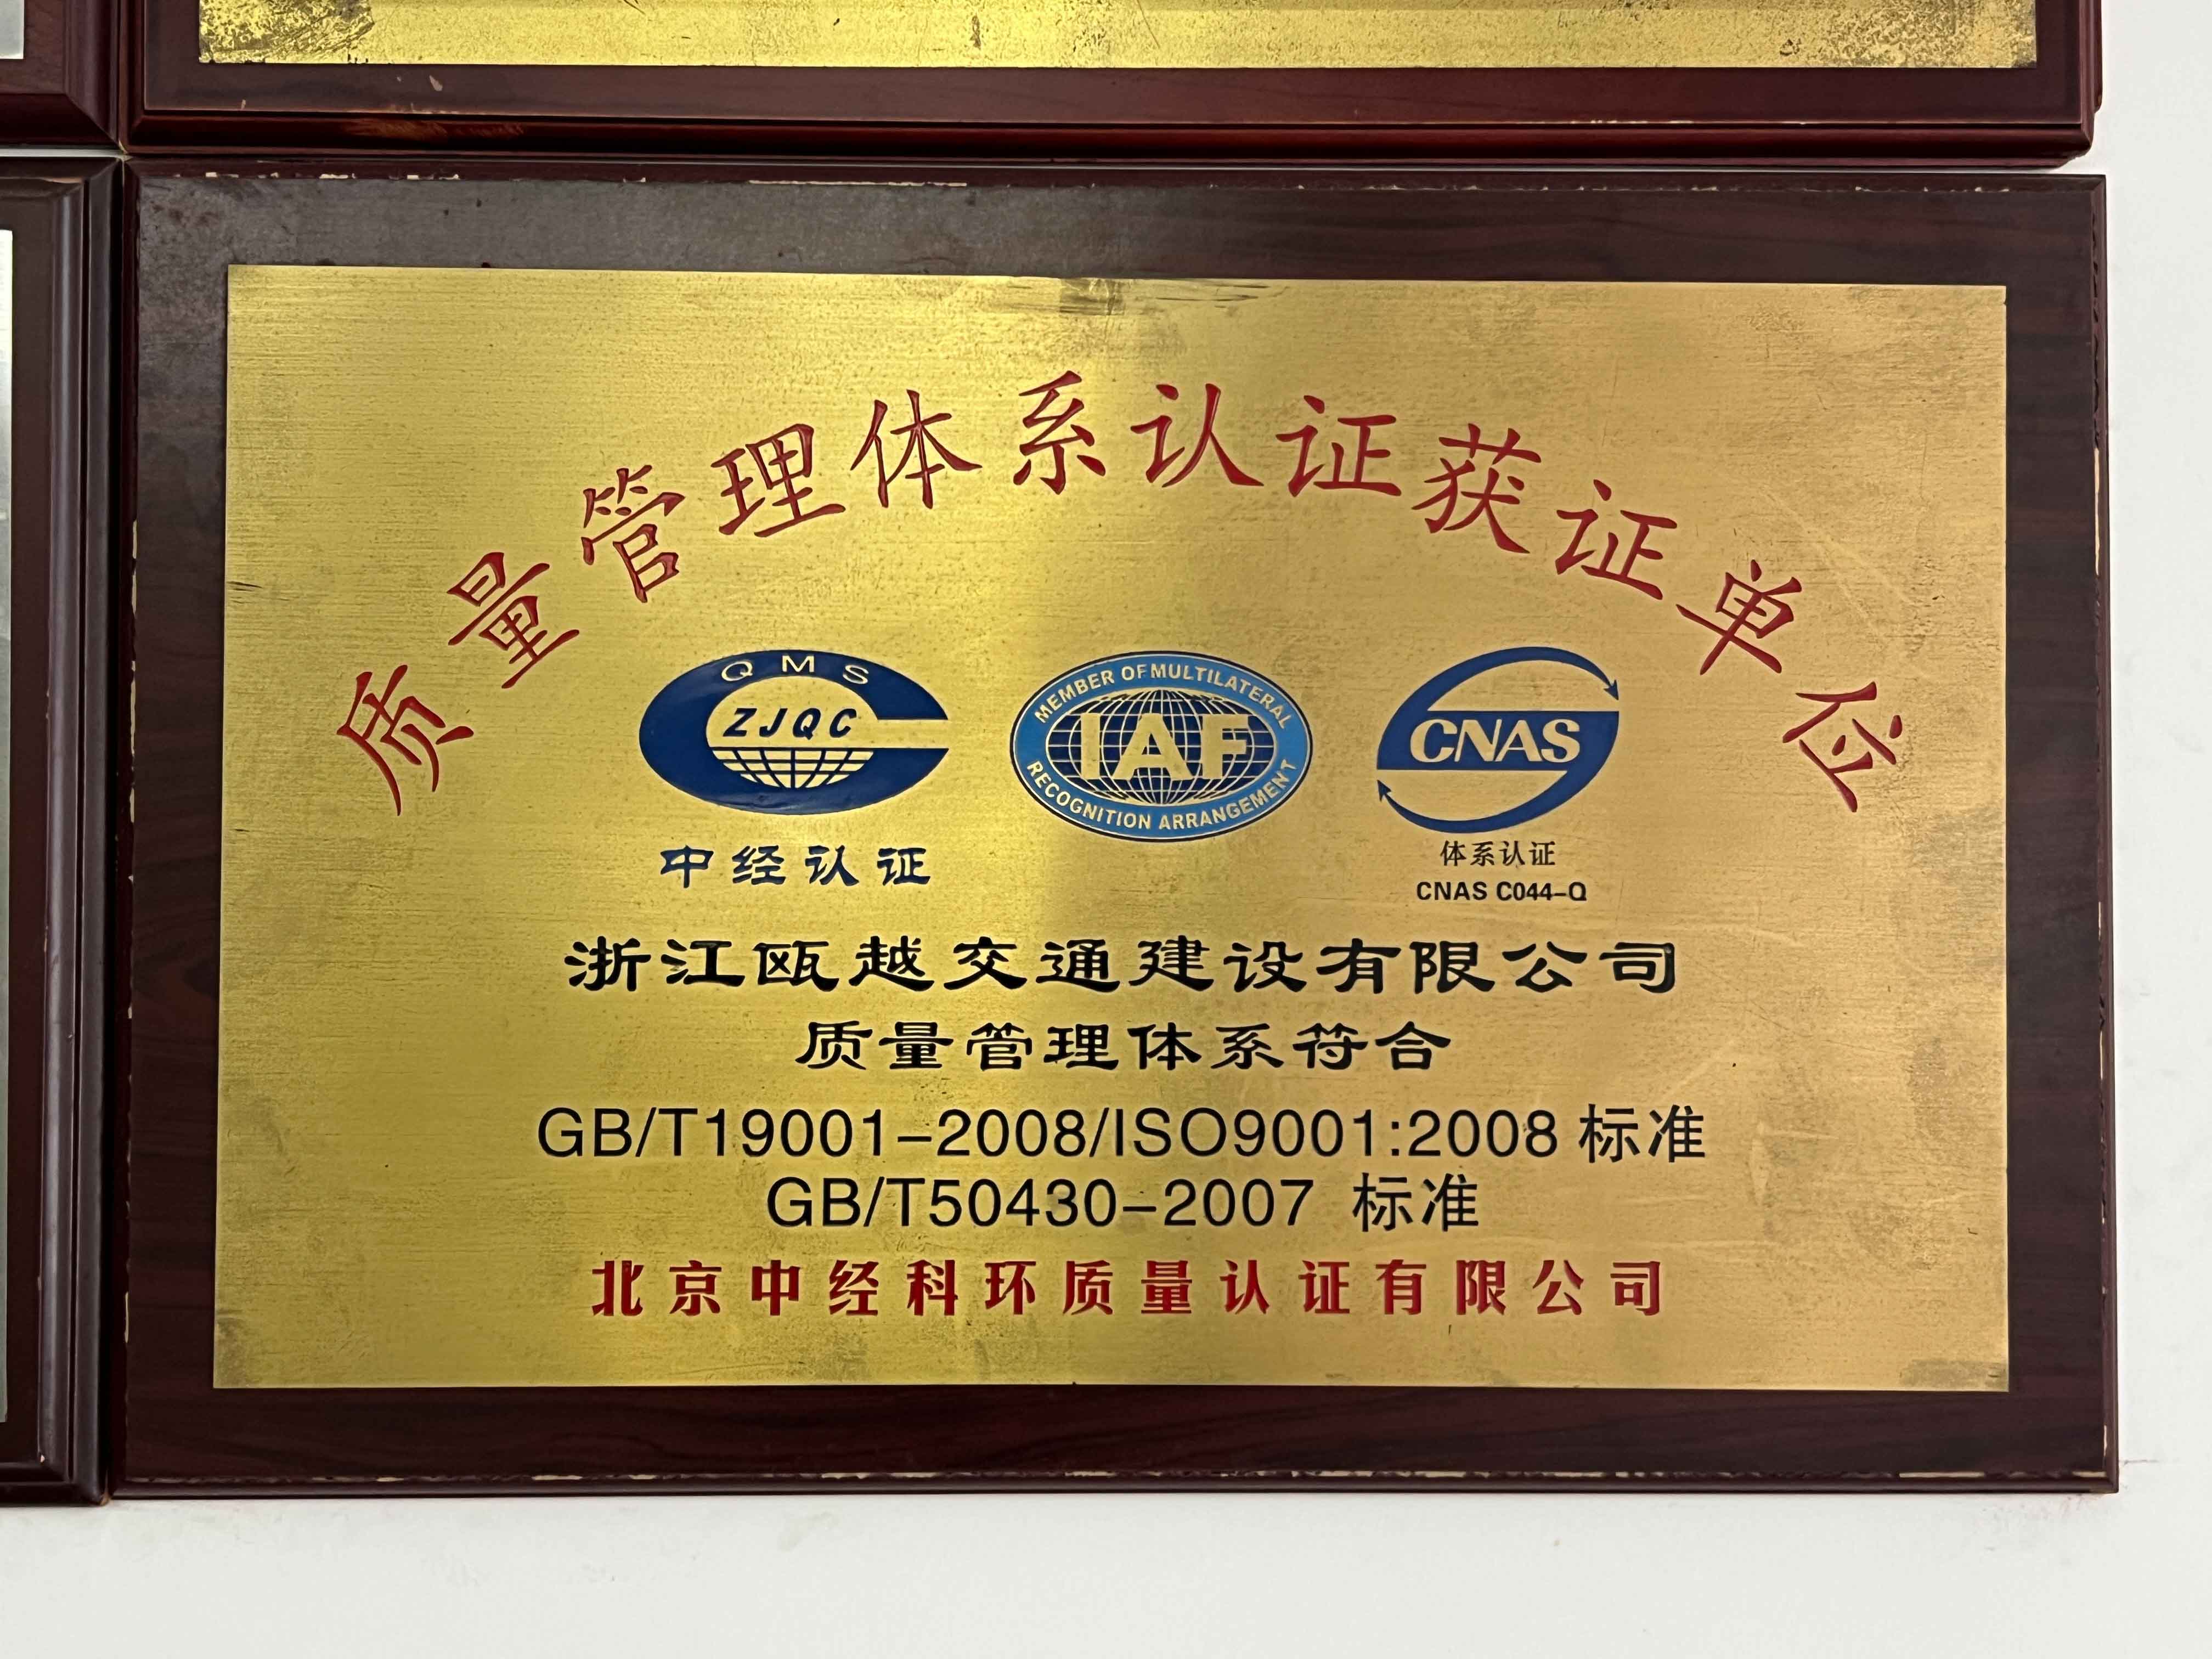 质量管理体系认证获证单位
QMS
ZJQC
中经认证
MEMBER OF MULTILATERAL
IAF
RECOGNITION ARRANGEMENT
CNAS
体系认证
CNAS C044-Q
浙江瓯越交通建设有限公司
质量管理体系符合
GB/T19001-2008/ISO9001:2008 标准
GB/T50430-2007 标准
北京中经科环质量认证有限公司